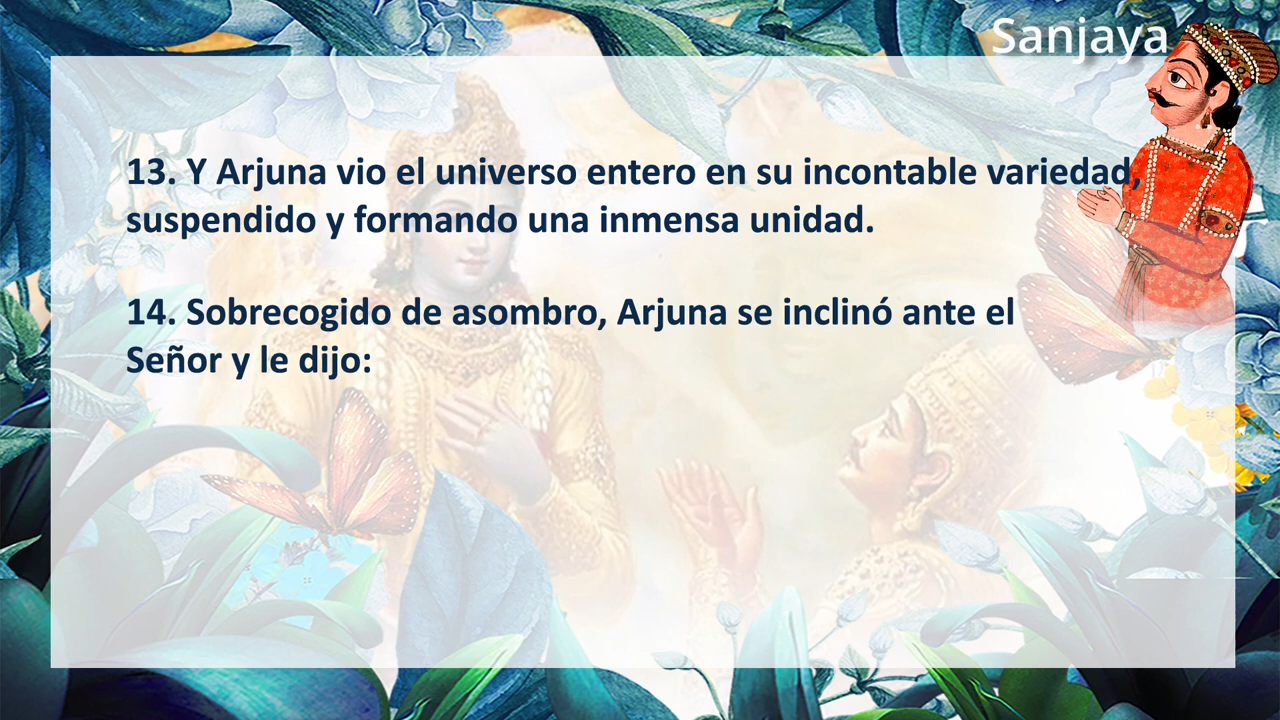 Sanjaya
13. Y Arjuna vio el universo entero en su incontable variedad,
suspendido y formando una inmensa unidad.
14. Sobrecogido de asombro, Arjuna se inclinó ante el
Señor y le dijo: